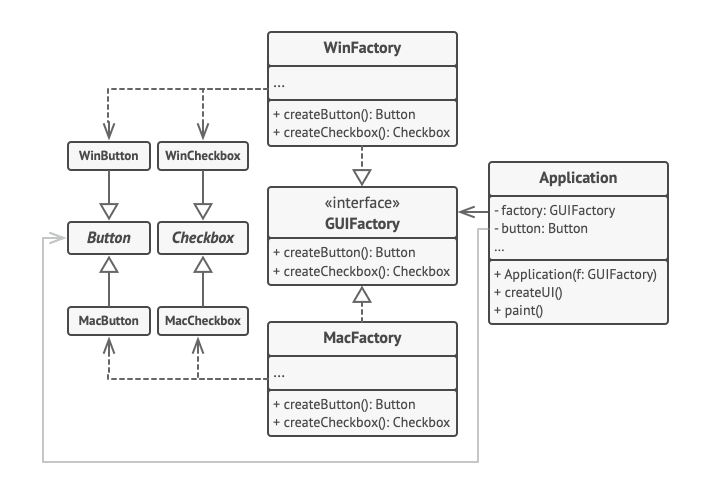 WinFactory
...
+ createButton(): Button
+ createCheckbox(): Checkbox
WinButton
WinCheckbox
Button
Checkbox
MacButton
MacCheckbox
«interface»
GUIFactory
+ createButton(): Button
+ createCheckbox(): Checkbox
Application
- factory: GUIFactory
- button: Button
...
+ Application(f: GUIFactory)
+ createUI()
+ paint()
MacFactory
...
+ createButton(): Button
+ createCheckbox(): Checkbox